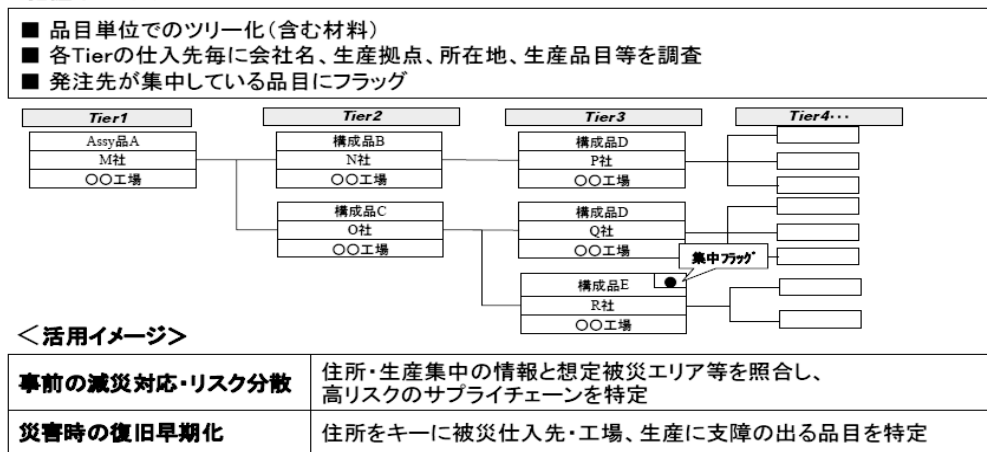 ■ 品目単位でのツリー化(含む材料)
■ 各Tierの仕入先毎に会社名、生産拠点、所在地、生産品目等を調査
■ 発注先が集中している品目にフラッグ
Tier1
Tier2
Tier3
Tier4・・・
Assy品A
M社
〇〇工場
構成品B
N社
〇〇工場
構成品D
P社
〇〇工場
構成品C
O社
〇〇工場
構成品D
Q社
〇〇工場
集中フラッグ
構成品E
●
R社
〇〇工場
<活用イメージ>
事前の減災対応・リスク分散
住所・生産集中の情報と想定被災エリア等を照合し、
高リスクのサプライチェーンを特定
災害時の復旧早期化
住所をキーに被災仕入先・工場、生産に支障の出る品目を特定